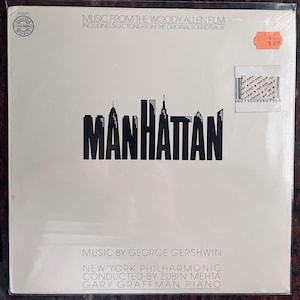 MUSIC FROM THE WOODY ALLEN FILM
INCLUDING SELECTIONS FROM THE ORIGINAL SOUNDTRACK
MANHATTAN
MUSIC BY GEORGE GERSHWIN
NEW YORK PHILHARMONIC
CONDUCTED BY ZUBIN MEHTA
GARY GRAFFMAN PIANO